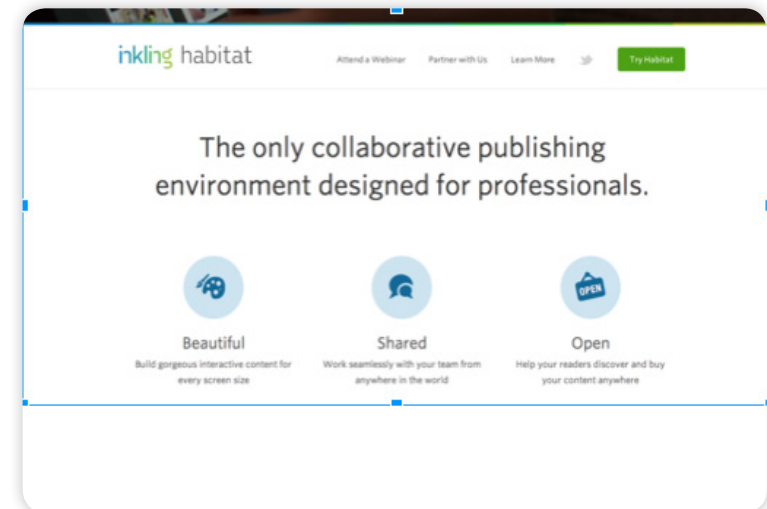 inkling habitat
Attend a Webinar Partner with Us Learn More Try Habitat
The only collaborative publishing
environment designed for professionals.
OPEN
Beautiful Shared Open
Build gorgeous interactive content for Work seamlessly with your team from Help your readers discover and buy
every screen size anywhere in the world your content anywhere